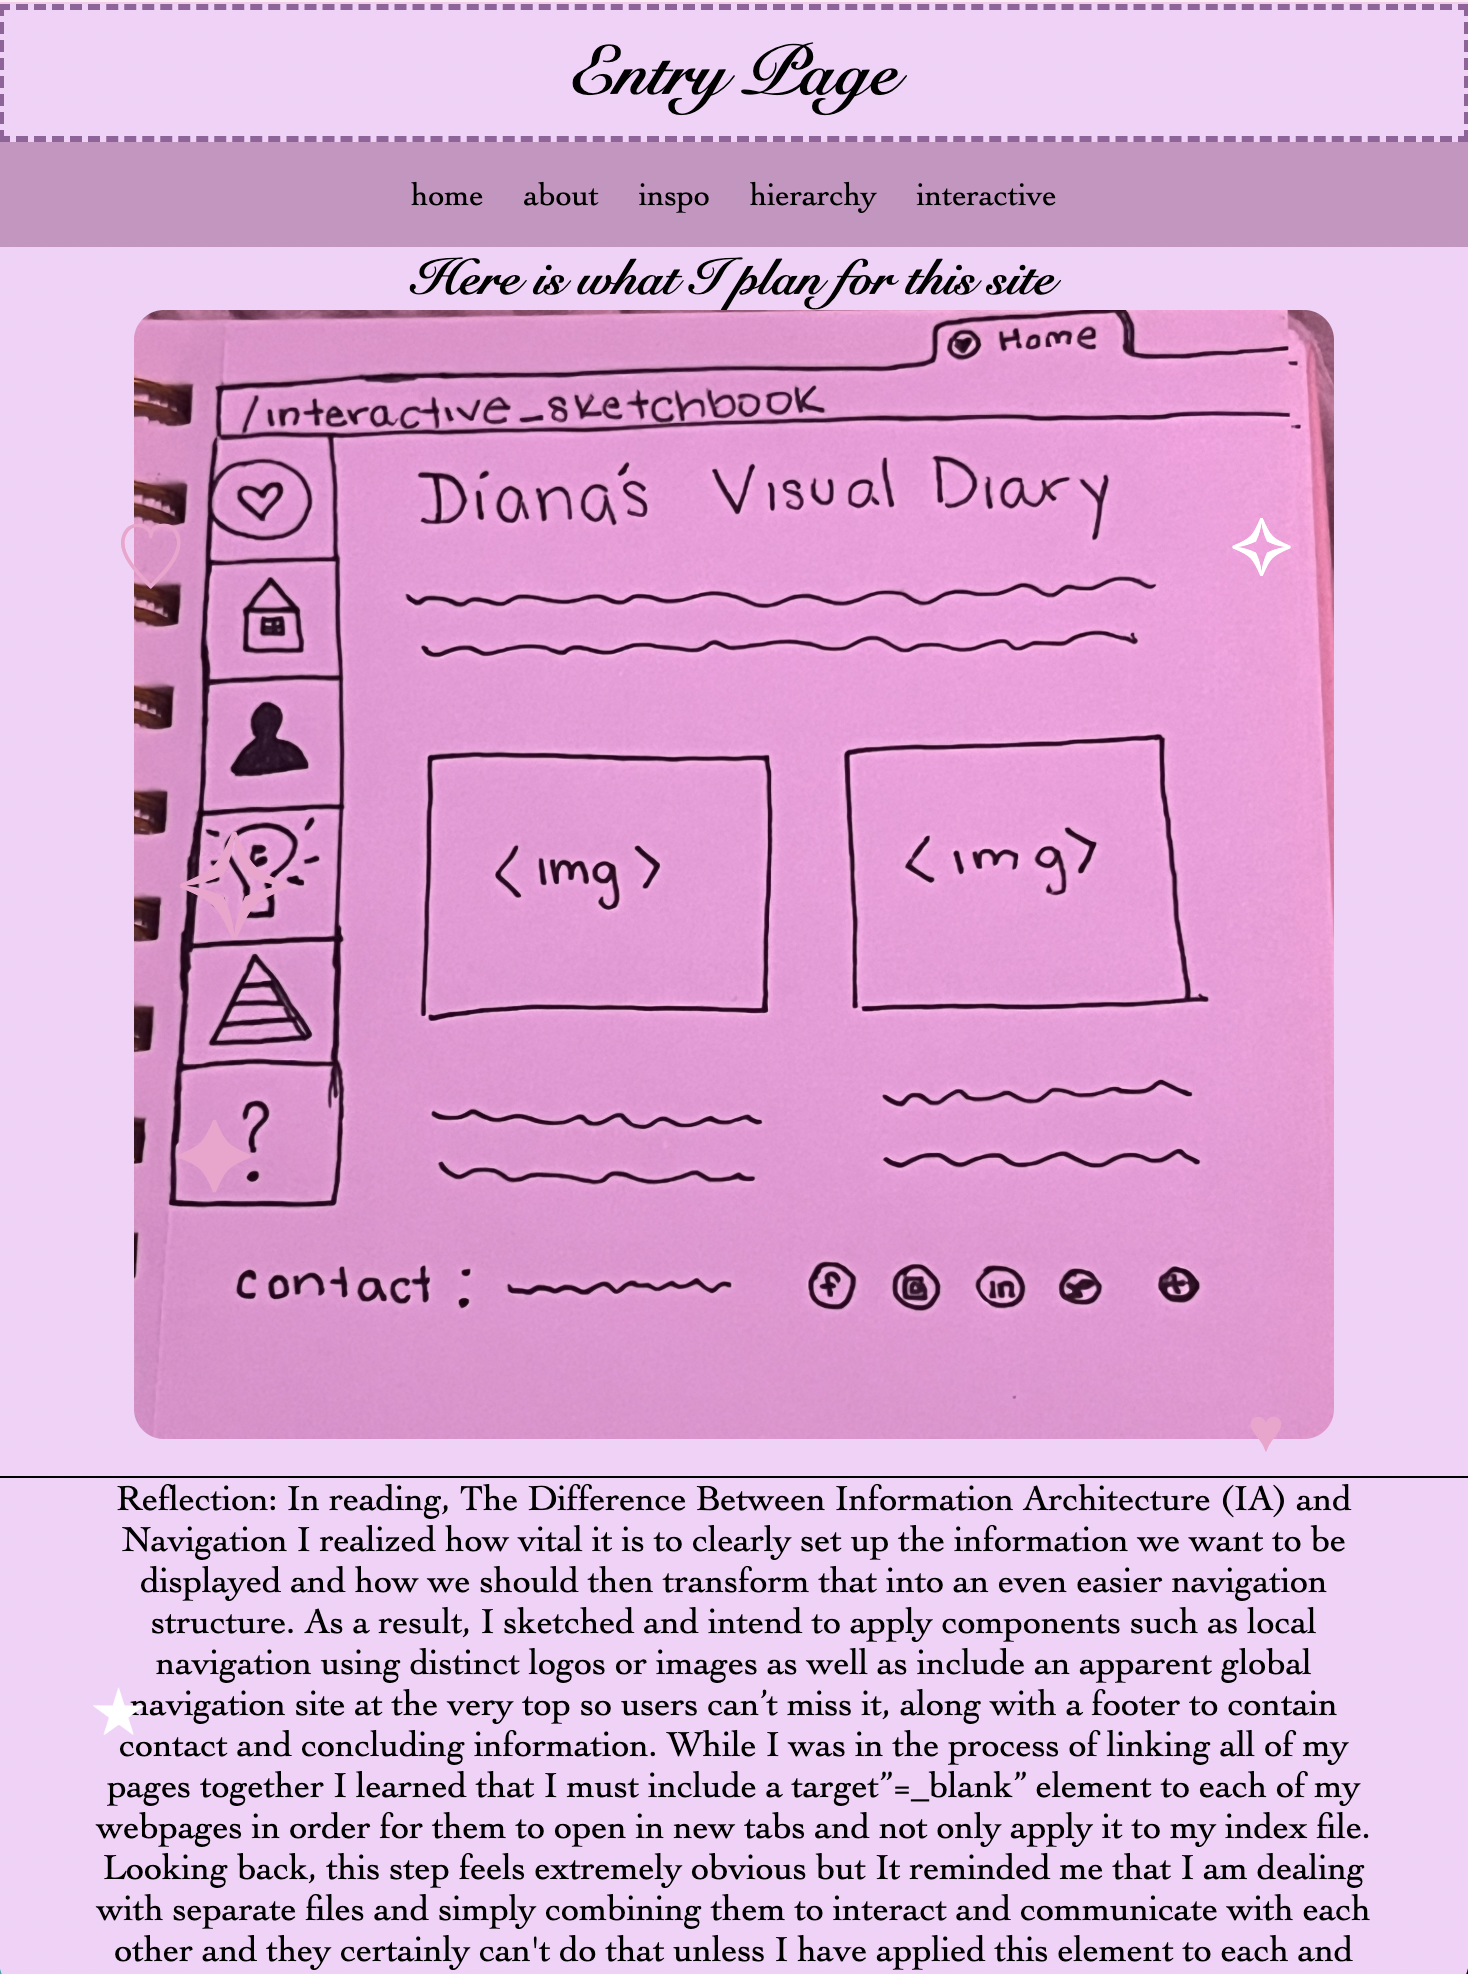 Entry Page
home about inspo hierarchy interactive
Here is what I plan for this site
Home
/interactive_sketchbook
Diana's Visual Diary
<img> <img>
?
contact :
f in
Reflection: In reading, The Difference Between Information Architecture (IA) and
Navigation I realized how vital it is to clearly set up the information we want to be
displayed and how we should then transform that into an even easier navigation
structure. As a result, I sketched and intend to apply components such as local
navigation using distinct logos or images as well as include an apparent global
navigation site at the very top so users can’t miss it, along with a footer to contain
contact and concluding information. While I was in the process of linking all of my
pages together I learned that I must include a target”=_blank” element to each of my
webpages in order for them to open in new tabs and not only apply it to my index file.
Looking back, this step feels extremely obvious but It reminded me that I am dealing
with separate files and simply combining them to interact and communicate with each
other and they certainly can't do that unless I have applied this element to each and